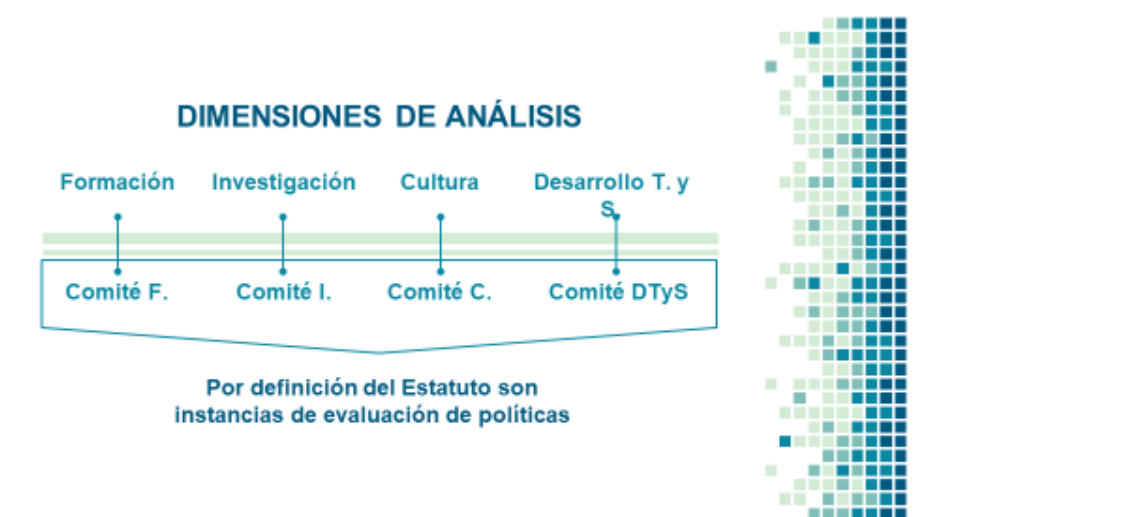 DIMENSIONES DE ANÁLISIS
Formación Investigación Cultura Desarrollo T. y
S.
Comité F. Comité I. Comité C. Comité DTyS
Por definición del Estatuto son
instancias de evaluación de políticas